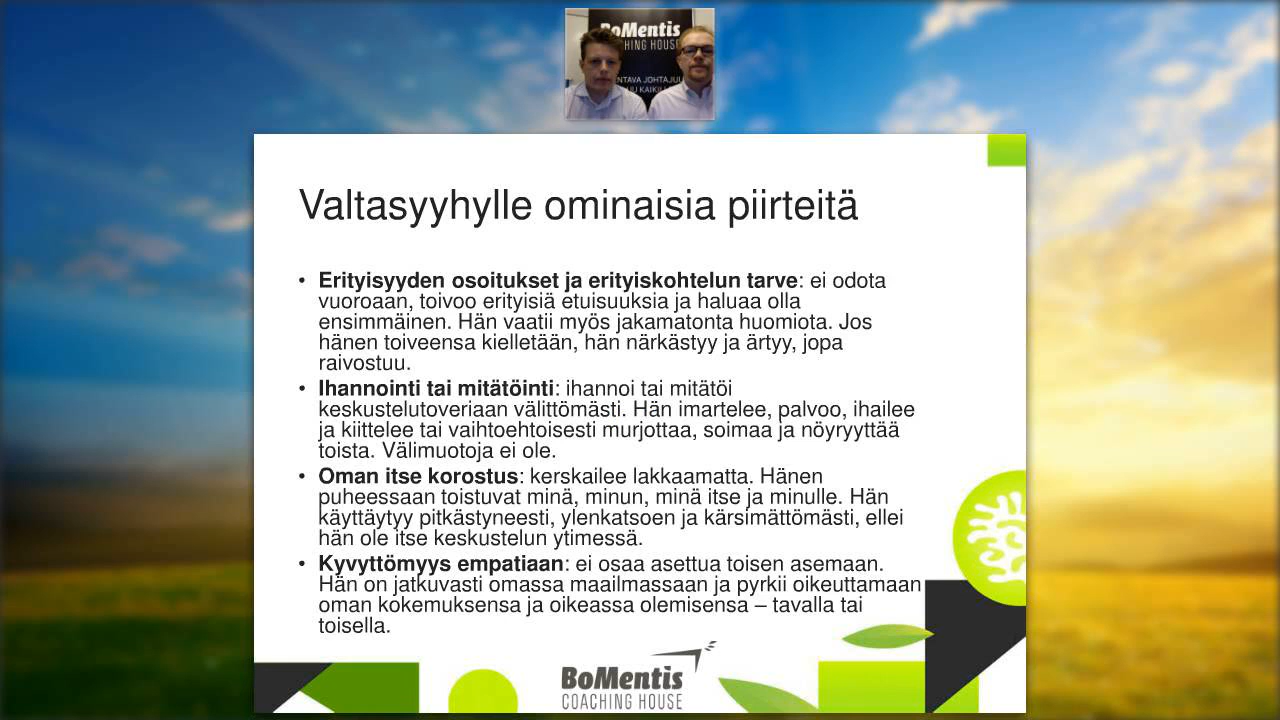 BoMentis
COACHING HOUSE
Valtasyyhylle ominaisia piirteitä
• Erityisyyden osoitukset ja erityiskohtelun tarve: ei odota
vuoroaan, toivoo erityisiä etuisuuksia ja haluaa olla
ensimmäinen. Hän vaatii myös jakamatonta huomiota. Jos
hänen toiveensa kielletään, hän närkästyy ja ärtyy, jopa
raivostuu.
• Ihannointi tai mitätöinti: ihannoi tai mitätöi
keskustelutoveriaan välittömästi. Hän imartelee, palvoo, ihailee
ja kiittelee tai vaihtoehtoisesti murjottaa, soimaa ja nöyryyttää
toista. Välimuotoja ei ole.
• Oman itse korostus: kerskailee lakkaamatta. Hänen
puheessaan toistuvat minä, minun, minä itse ja minulle. Hän
käyttäytyy pitkästyneesti, ylenkatsoen ja kärsimättömästi, ellei
hän ole itse keskustelun ytimessä.
• Kyvyttömyys empatiaan: ei osaa asettua toisen asemaan.
Hän on jatkuvasti omassa maailmassaan ja pyrkii oikeuttamaan
oman kokemuksensa ja oikeassa olemisensa – tavalla tai
toisella.
BoMentis
COACHING HOUSE